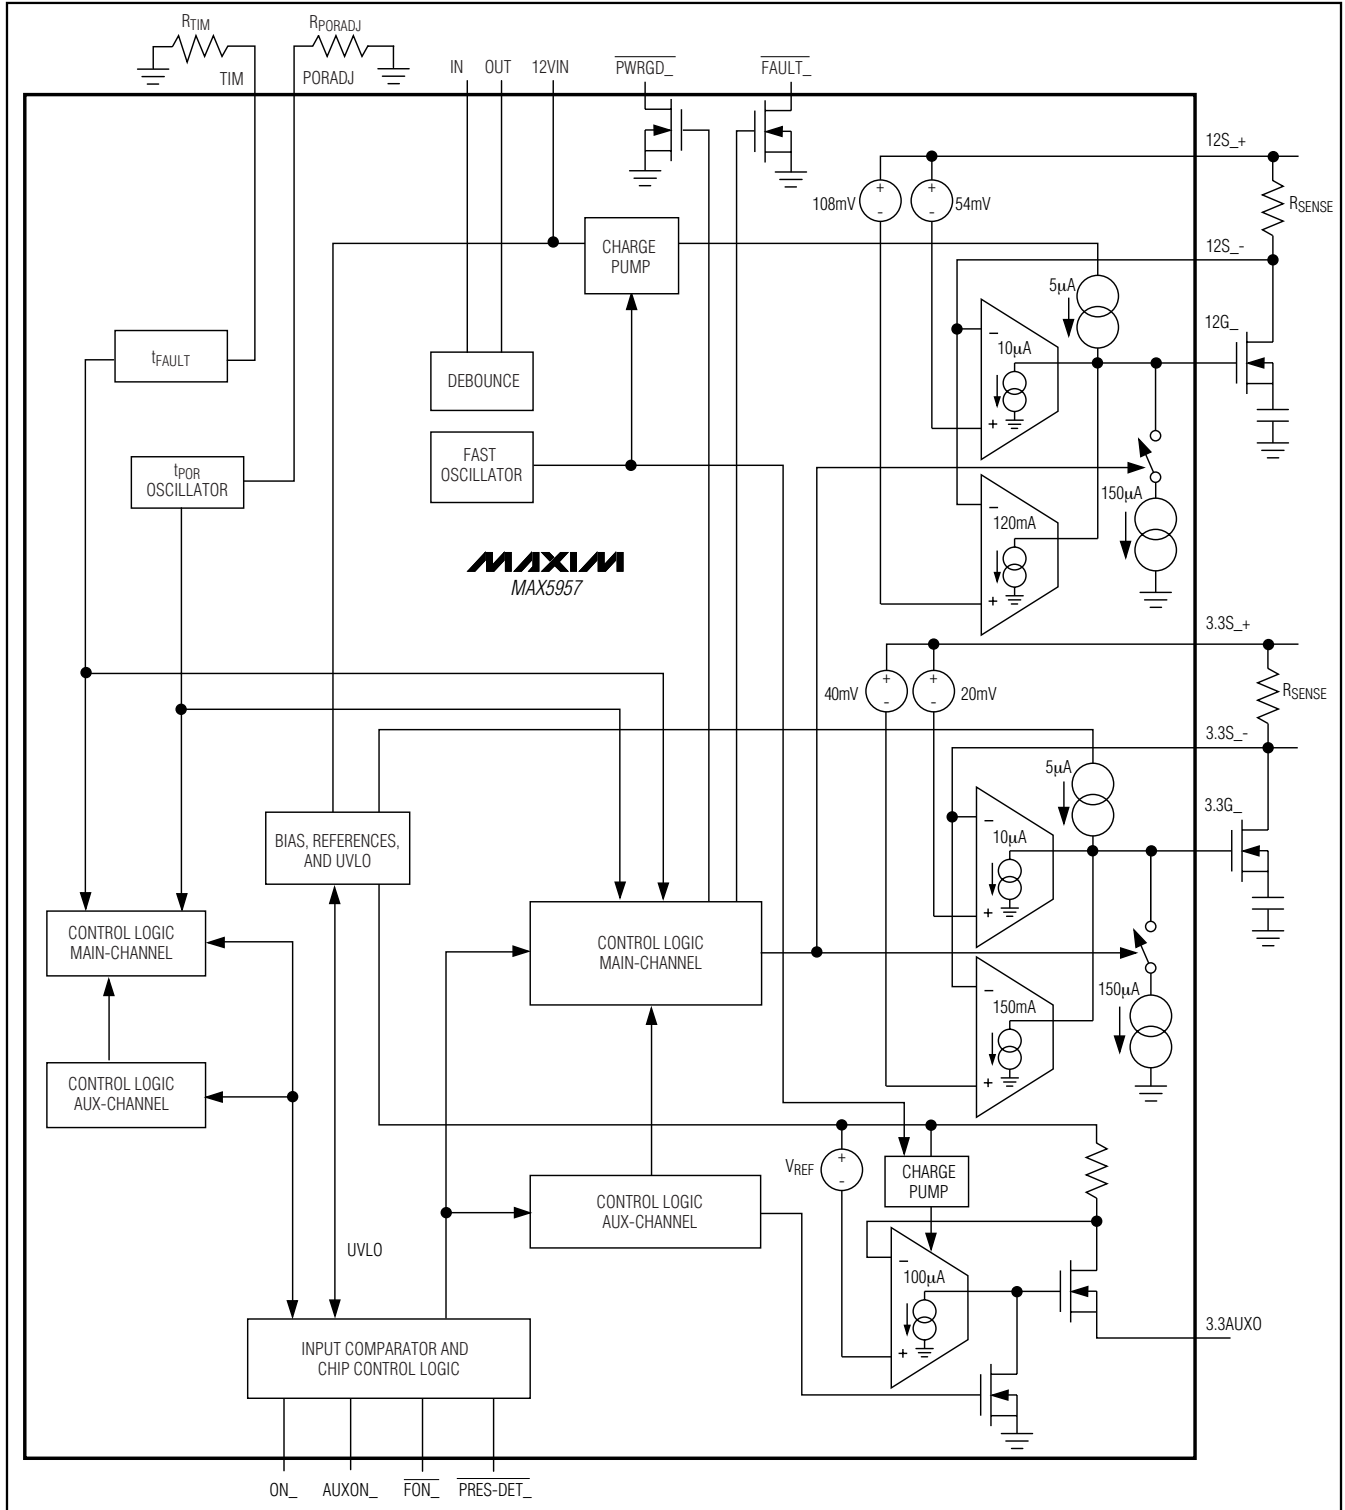 RTIM
RPORADJ
TIM
PORADJ
IN
OUT
12VIN
PWRGD_
FAULT_
12S_+
108mV
+
-
+
-
54mV
RSENSE
CHARGE
PUMP
12S_-
5µA
12G_
tFAULT
DEBOUNCE
−
10µA
+
FAST
OSCILLATOR
tPOR
OSCILLATOR
150µA
−
120mA
+
MAXIM
MAX5957
3.3S_+
40mV
+
-
+
-
20mV
RSENSE
3.3S_-
5µA
3.3G_
BIAS, REFERENCES,
AND UVLO
−
10µA
+
CONTROL LOGIC
MAIN-CHANNEL
CONTROL LOGIC
MAIN-CHANNEL
150µA
−
150mA
+
CONTROL LOGIC
AUX-CHANNEL
VREF
+
-
CHARGE
PUMP
CONTROL LOGIC
AUX-CHANNEL
UVLO
−
100µA
+
3.3AUXO
INPUT COMPARATOR AND
CHIP CONTROL LOGIC
ON_
AUXON_
FON_
PRES-DET_